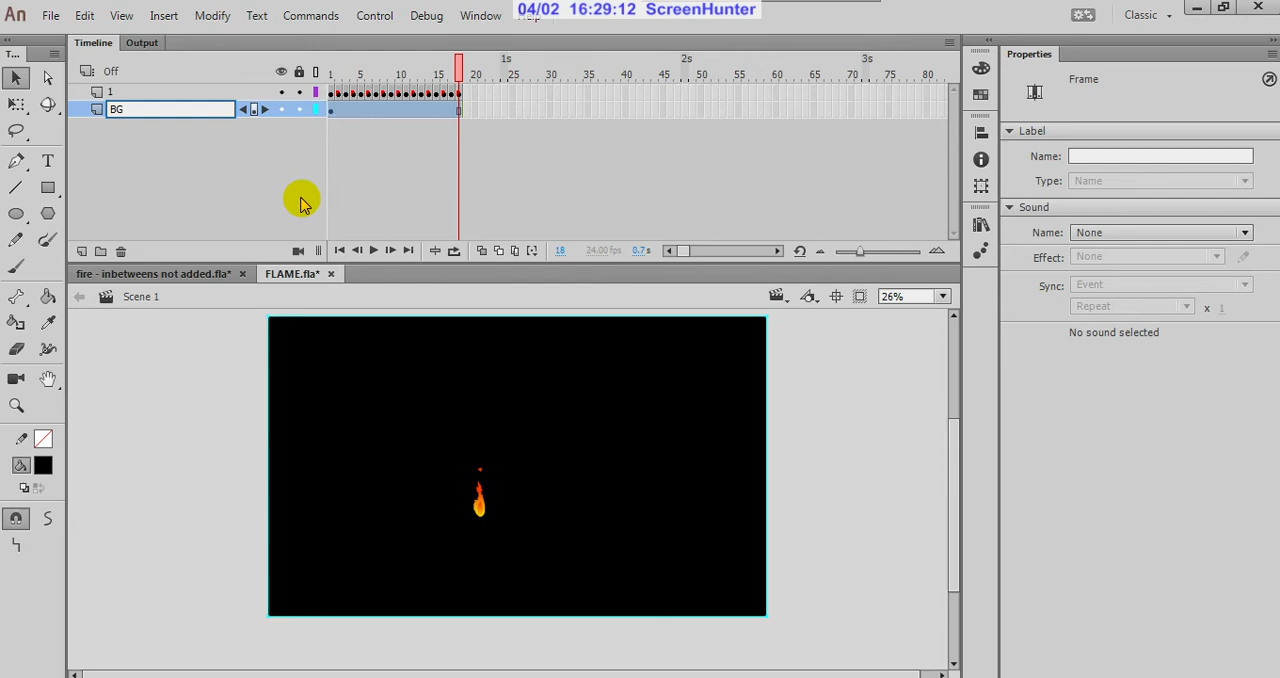 04/02 16:29:12 ScreenHunter
An File Edit View Insert Modify Text Commands Control Debug Window Help Classic
T... Timeline Output Properties
1s 2s 3s
Off 1 5 10 15 20 25 30 35 40 45 50 55 60 65 70 75 80
1
BG
Frame
Label
Name:
Type: Name
Sound
Name: None
Effect: None
Sync: Event
Repeat x 1
No sound selected
18 24.00 fps 0.7 s
fire - inbetweens not added.fla* × FLAME.fla* ×
Scene 1 26%